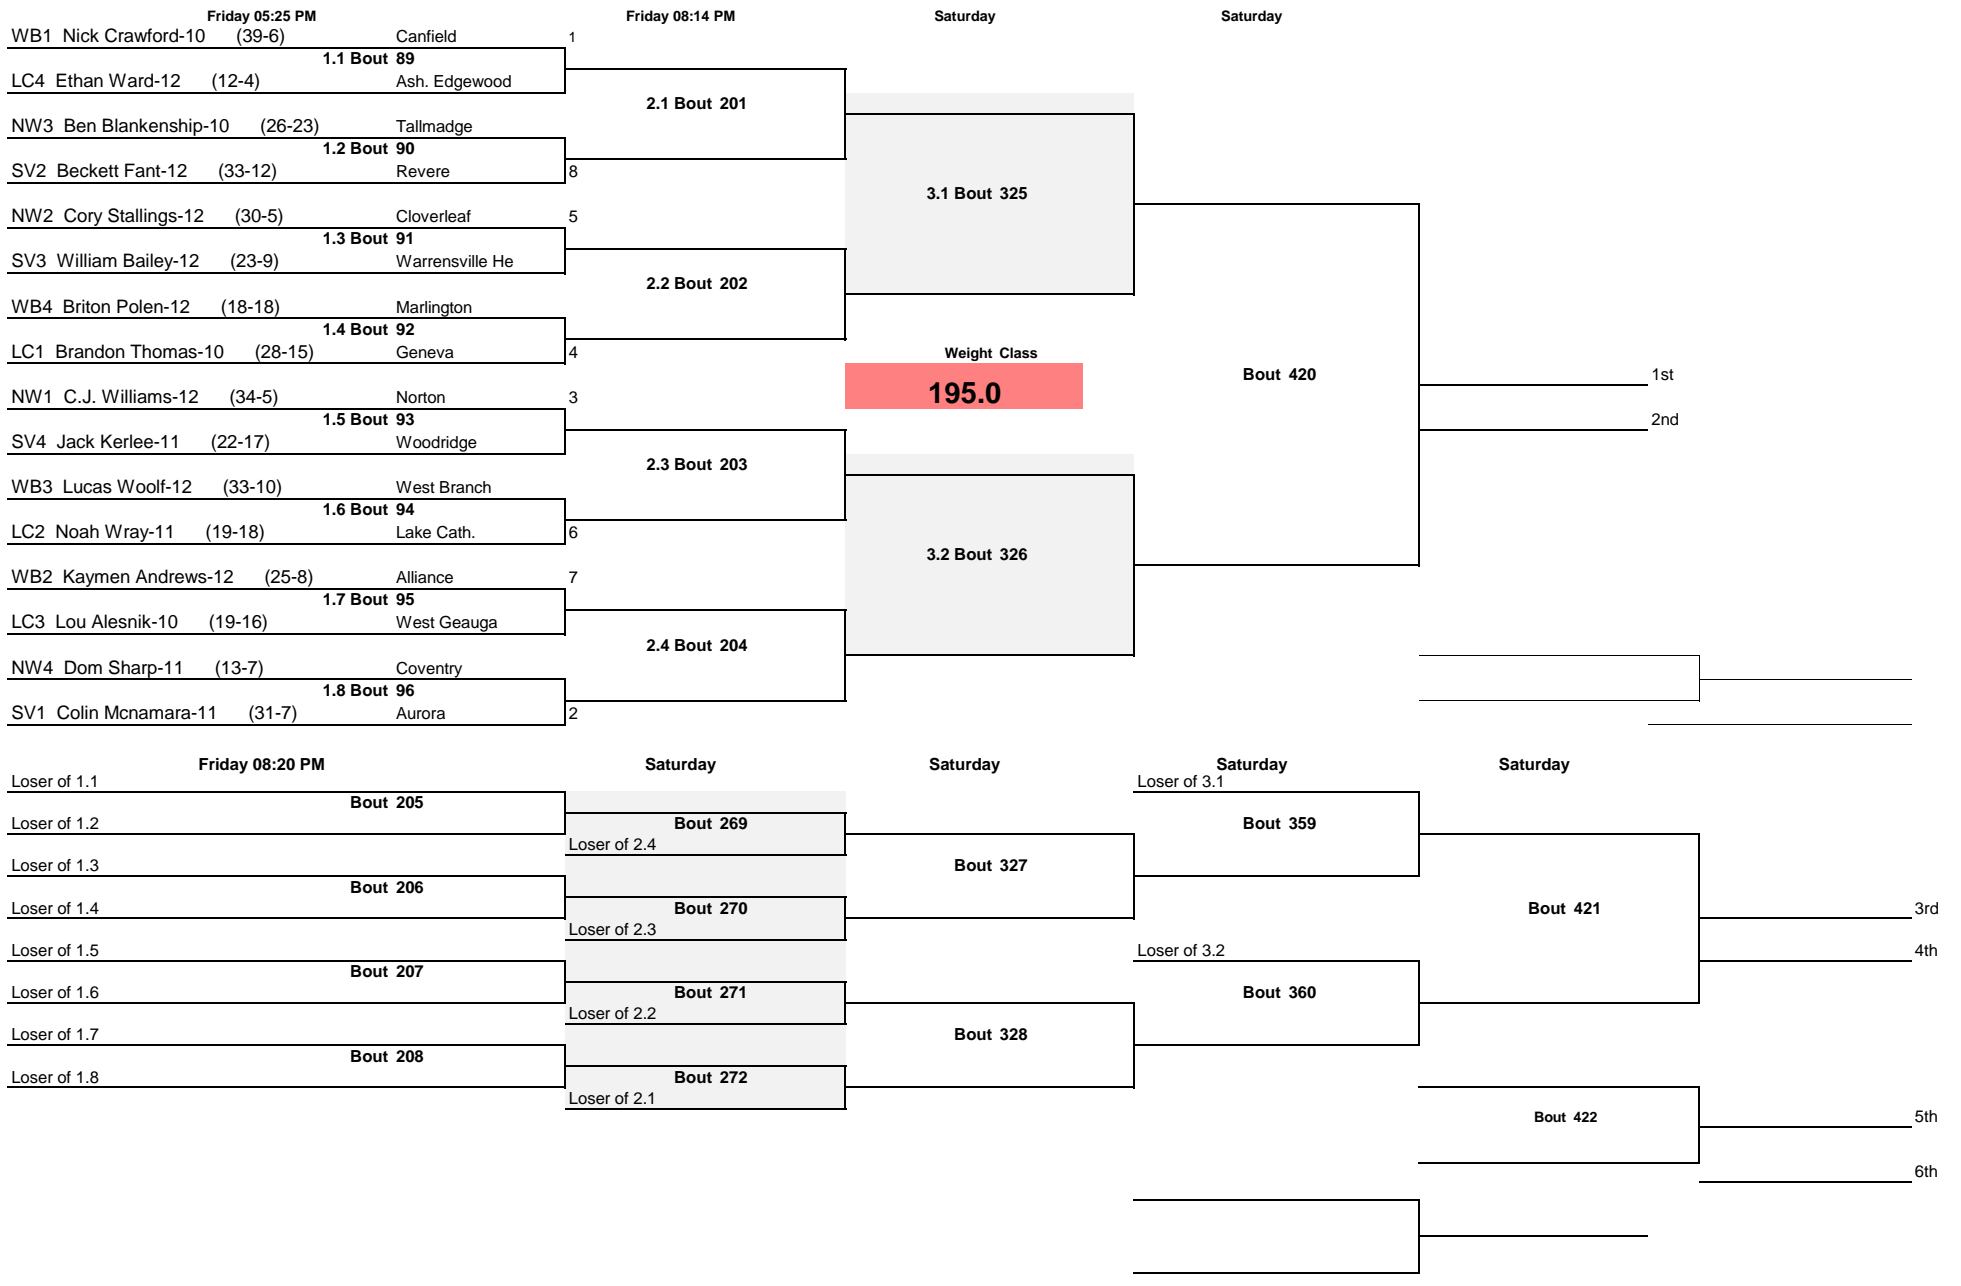 Friday 05:25 PM Friday 08:14 PM Saturday Saturday
WB1 Nick Crawford-10 (39-6) Canfield 1
1.1 Bout 89
LC4 Ethan Ward-12 (12-4) Ash. Edgewood
2.1 Bout 201
NW3 Ben Blankenship-10 (26-23) Tallmadge
1.2 Bout 90
SV2 Beckett Fant-12 (33-12) Revere 8
3.1 Bout 325
NW2 Cory Stallings-12 (30-5) Cloverleaf 5
1.3 Bout 91
SV3 William Bailey-12 (23-9) Warrensville He
2.2 Bout 202
WB4 Briton Polen-12 (18-18) Marlington
1.4 Bout 92
LC1 Brandon Thomas-10 (28-15) Geneva 4 Weight Class
Bout 420 1st
NW1 C.J. Williams-12 (34-5) Norton 3 195.0
1.5 Bout 93 2nd
SV4 Jack Kerlee-11 (22-17) Woodridge
2.3 Bout 203
WB3 Lucas Woolf-12 (33-10) West Branch
1.6 Bout 94
LC2 Noah Wray-11 (19-18) Lake Cath. 6
3.2 Bout 326
WB2 Kaymen Andrews-12 (25-8) Alliance 7
1.7 Bout 95
LC3 Lou Alesnik-10 (19-16) West Geauga
2.4 Bout 204
NW4 Dom Sharp-11 (13-7) Coventry
1.8 Bout 96
SV1 Colin Mcnamara-11 (31-7) Aurora 2
Friday 08:20 PM Saturday Saturday Saturday Saturday
Loser of 1.1 Loser of 3.1
Bout 205
Loser of 1.2 Bout 269 Bout 359
Loser of 2.4
Loser of 1.3 Bout 327
Bout 206
Loser of 1.4 Bout 270 Bout 421 3rd
Loser of 2.3
Loser of 1.5 Loser of 3.2 4th
Bout 207
Loser of 1.6 Bout 271 Bout 360
Loser of 2.2
Loser of 1.7 Bout 328
Bout 208
Loser of 1.8 Bout 272
Loser of 2.1
Bout 422 5th
6th